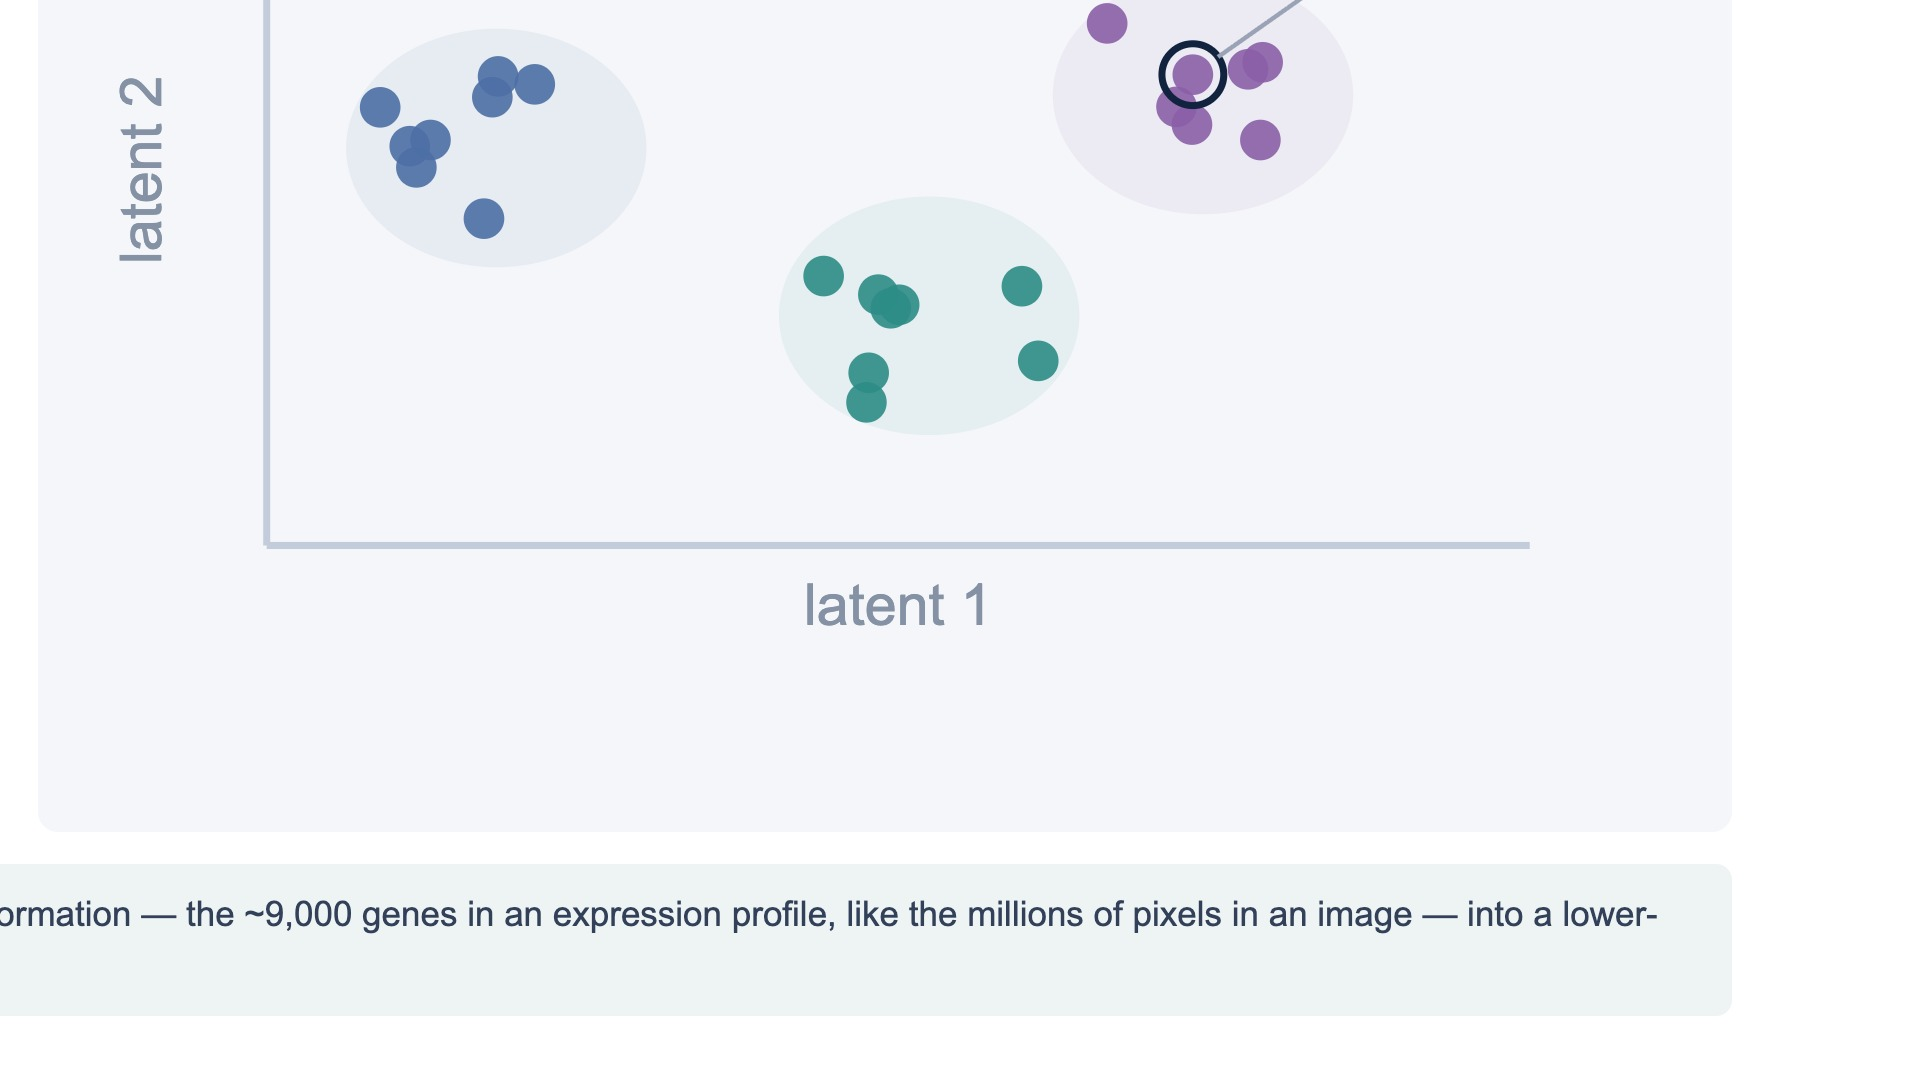 latent 2
latent 1
ormation — the ~9,000 genes in an expression profile, like the millions of pixels in an image — into a lower-